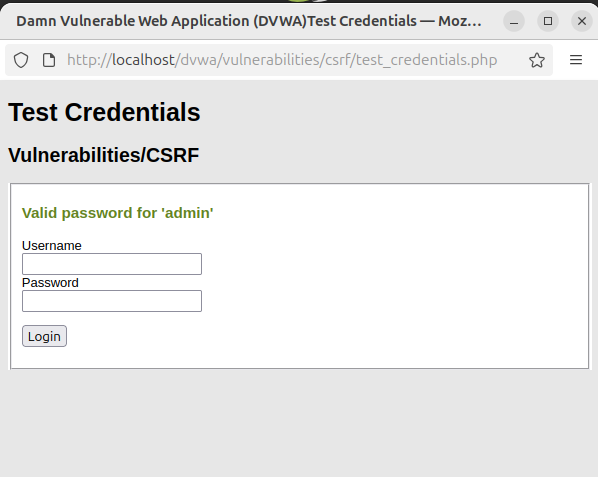 Damn Vulnerable Web Application (DVWA)Test Credentials — Moz...
http://localhost/dvwa/vulnerabilities/csrf/test_credentials.php
Test Credentials
Vulnerabilities/CSRF
Valid password for 'admin'
Username
Password
Login